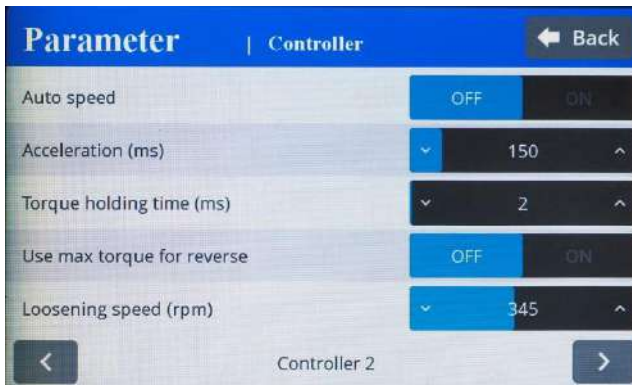 Parameter | Controller Back
Auto speed OFF ON
Acceleration (ms) 150
Torque holding time (ms) 2
Use max torque for reverse OFF ON
Loosening speed (rpm) 345
Controller 2